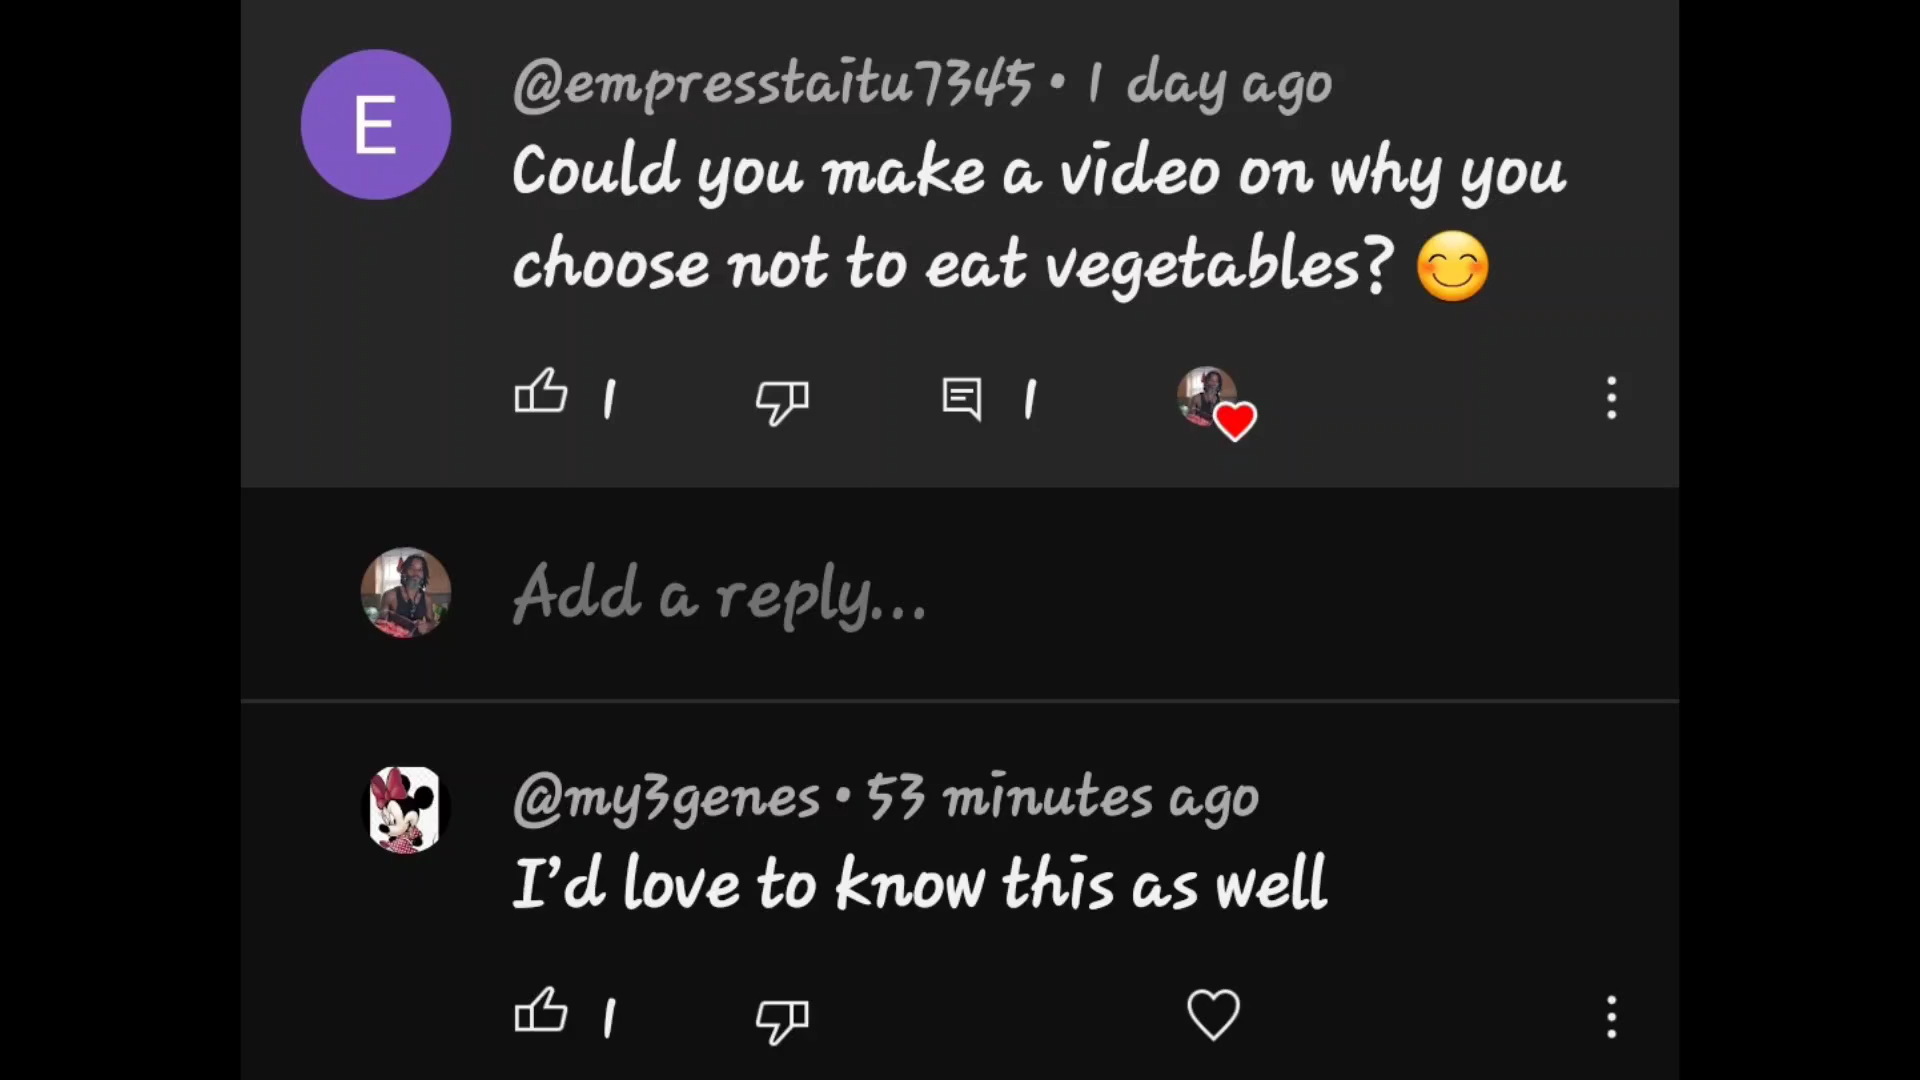 E
@empresstaitu7345 • 1 day ago
Could you make a video on why you
choose not to eat vegetables? 😊
1 1
Add a reply...
@my3genes • 53 minutes ago
I'd love to know this as well
1